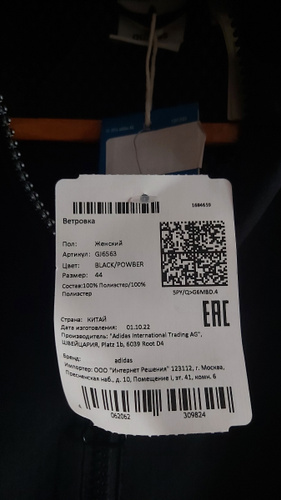 1684659
Ветровка
Пол: Женский
Артикул: GJ6563
Цвет: BLACK/POWBER
Размер: 44
Состав:100% Полиэстер/100%
Полиэстер
SPY/Q>D6MBD.4
EAC
Страна: КИТАЙ
Дата изготовления: 01.10.22
Производитель: "Adidas International Trading AG",
ШВЕЙЦАРИЯ, Platz 1b, 6039 Root D4
Бренд: adidas
Импортер: ООО "Интернет Решения" 123112, г. Москва,
Пресненская наб., д. 10, Помещение I, эт. 41, комн. 6
062062 309824